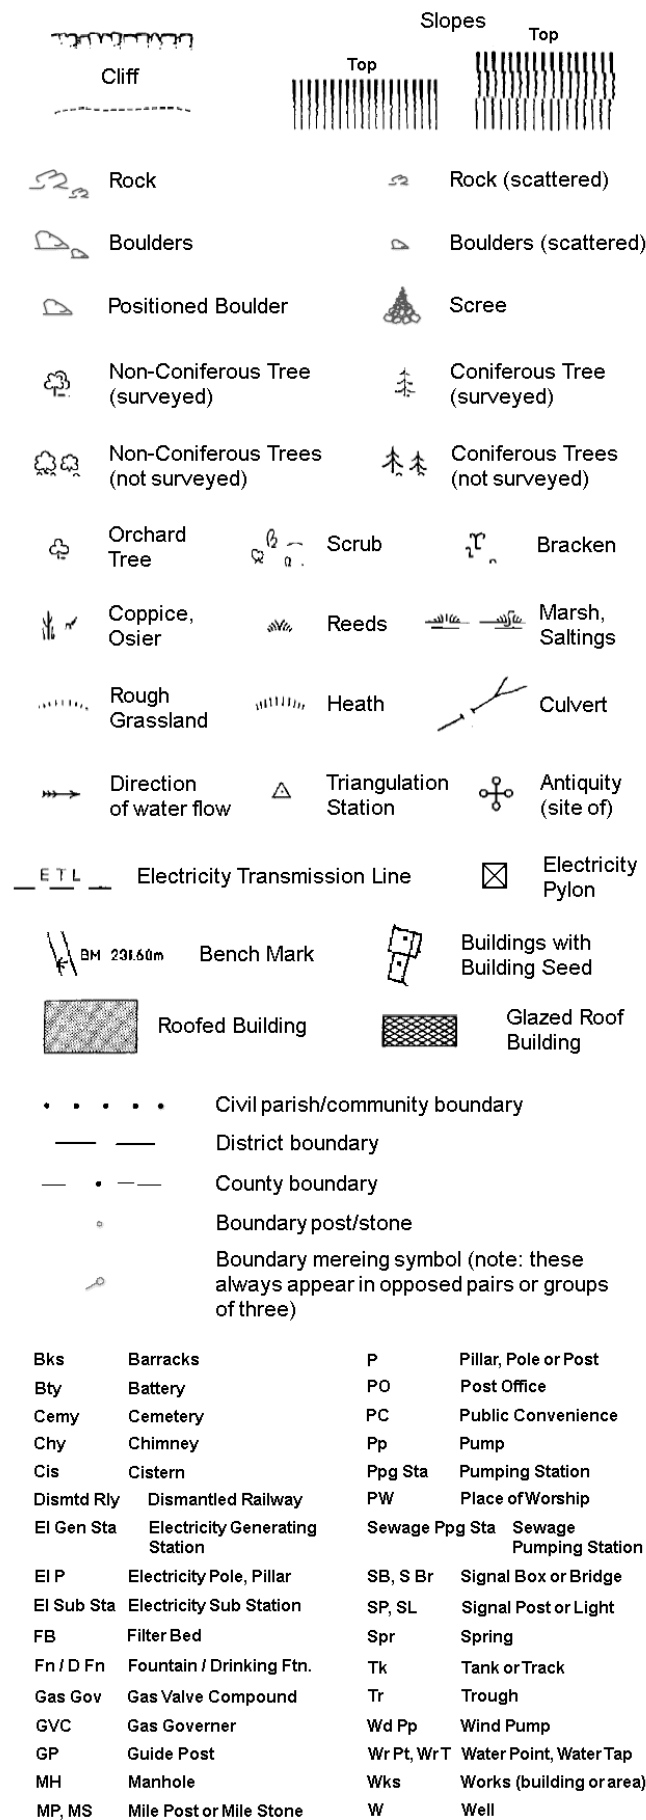 Slopes
Top
Top
Cliff
Rock
Rock (scattered)
Boulders
Boulders (scattered)
Positioned Boulder
Scree
Non-Coniferous Tree
(surveyed)
Coniferous Tree
(surveyed)
Non-Coniferous Trees
(not surveyed)
Coniferous Trees
(not surveyed)
Orchard
Tree
Scrub
Bracken
Coppice,
Osier
Reeds
Marsh,
Saltings
Rough
Grassland
Heath
Culvert
Direction
of water flow
Triangulation
Station
Antiquity
(site of)
E T L
Electricity Transmission Line
Electricity
Pylon
BM 231.60m
Bench Mark
Buildings with
Building Seed
Roofed Building
Glazed Roof
Building
Civil parish/community boundary
District boundary
County boundary
Boundary post/stone
Boundary mereing symbol (note: these
always appear in opposed pairs or groups
of three)
Bks Barracks
P Pillar, Pole or Post
Bty Battery
PO Post Office
Cemy Cemetery
PC Public Convenience
Chy Chimney
Pp Pump
Cis Cistern
Ppg Sta Pumping Station
Dismtd Rly Dismantled Railway
PW Place of Worship
El Gen Sta Electricity Generating
Station
Sewage Ppg Sta Sewage
Pumping Station
El P Electricity Pole, Pillar
SB, S Br Signal Box or Bridge
El Sub Sta Electricity Sub Station
SP, SL Signal Post or Light
FB Filter Bed
Spr Spring
Fn / D Fn Fountain / Drinking Ftn.
Tk Tank or Track
Gas Gov Gas Valve Compound
Tr Trough
GVC Gas Governer
Wd Pp Wind Pump
GP Guide Post
Wr Pt, Wr T Water Point, Water Tap
MH Manhole
Wks Works (building or area)
MP, MS Mile Post or Mile Stone
W Well